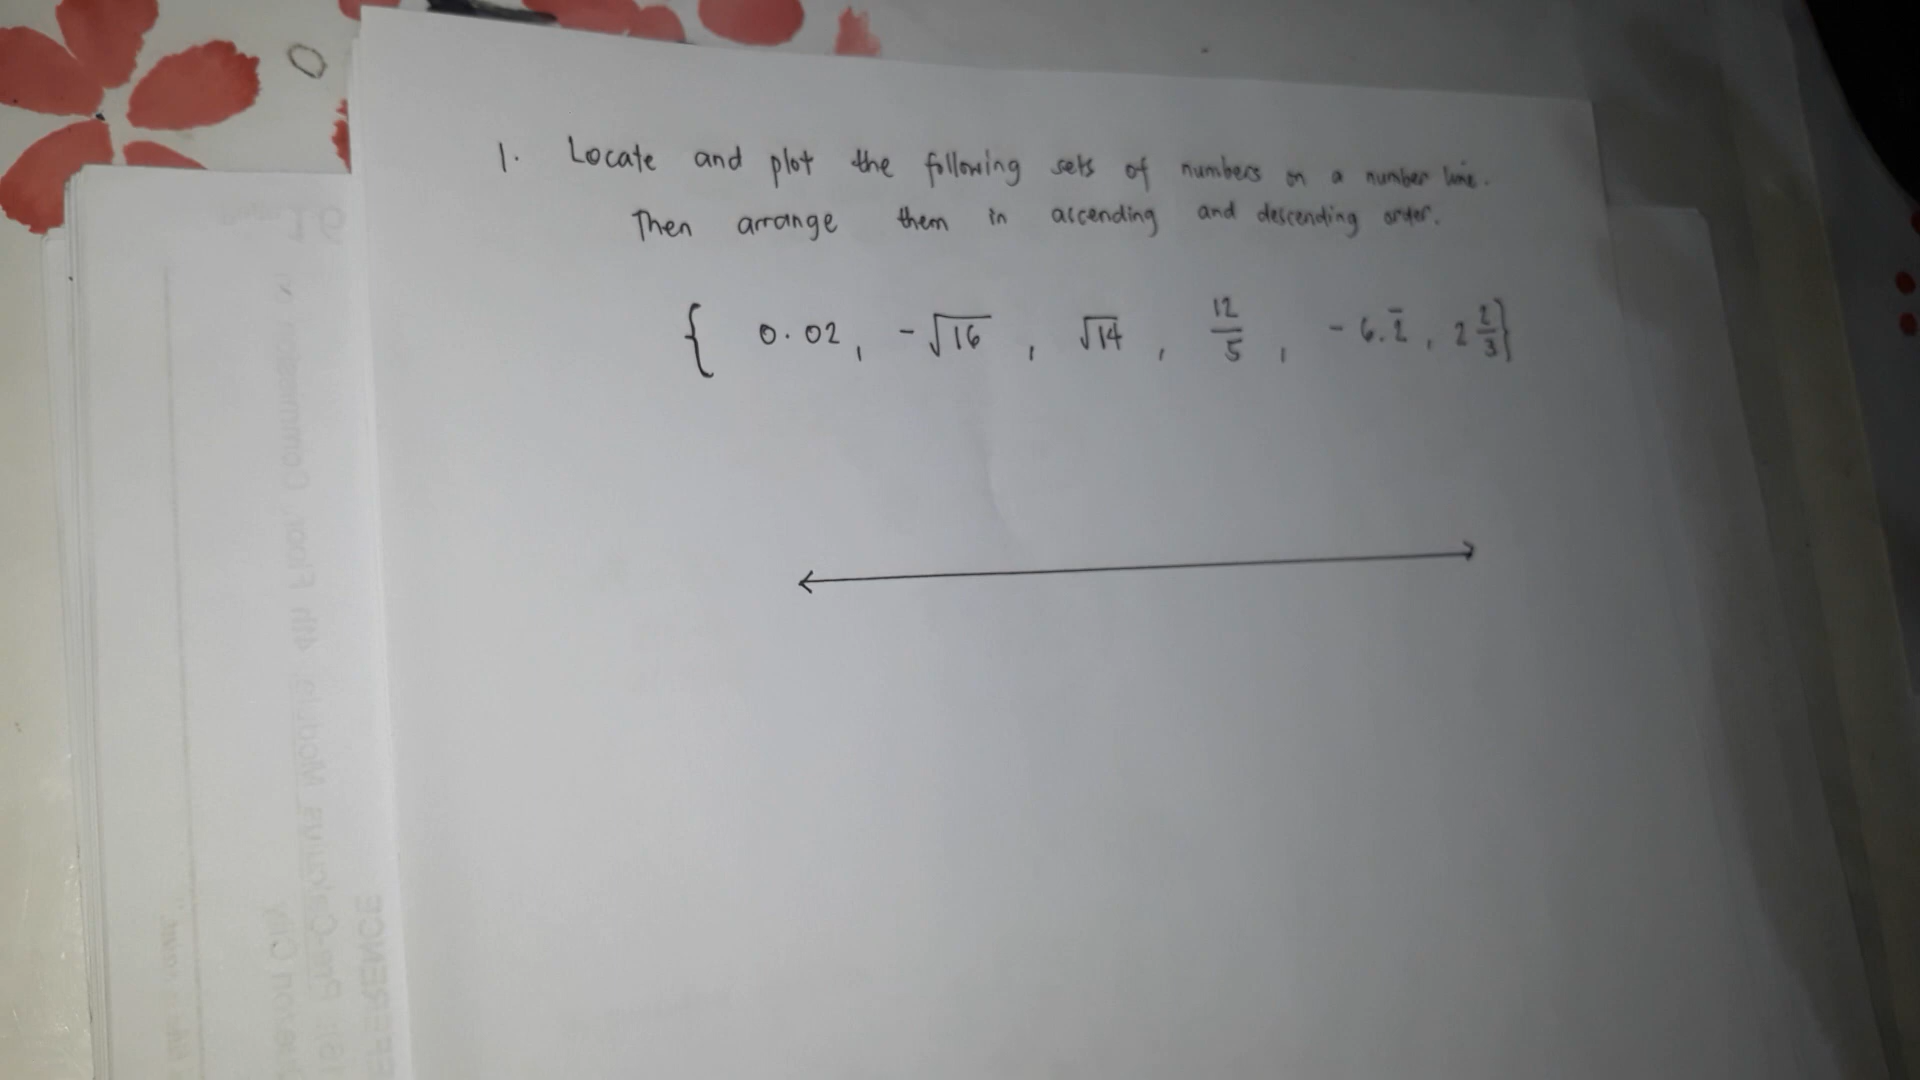 1. Locate and plot the following sets of numbers on a number line.
Then arrange them in ascending and descending order.
{ 0.02, -√16, √14, 12/5, -6.2̅, 2 2/3}